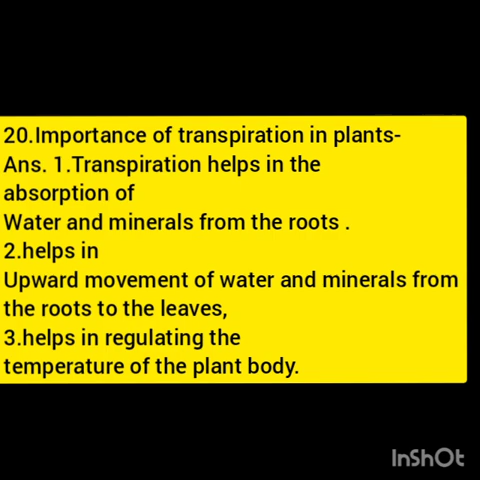 20.Importance of transpiration in plants-
Ans. 1.Transpiration helps in the
absorption of
Water and minerals from the roots .
2.helps in
Upward movement of water and minerals from
the roots to the leaves,
3.helps in regulating the
temperature of the plant body.
InShOt